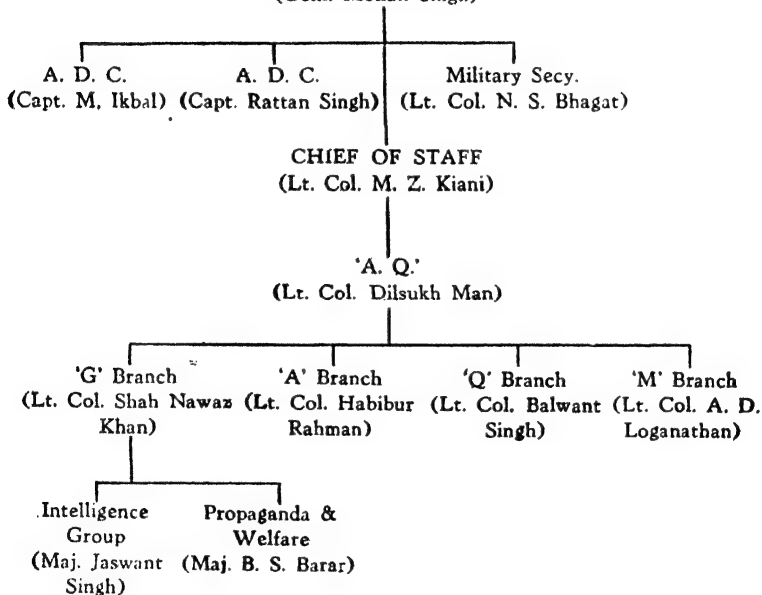 A. D. C. A. D. C. Military Secy.
(Capt. M, Ikbal) (Capt. Rattan Singh) (Lt. Col. N. S. Bhagat)
CHIEF OF STAFF
(Lt. Col. M. Z. Kiani)
'A. Q.'
(Lt. Col. Dilsukh Man)
'G' Branch 'A' Branch 'Q' Branch 'M' Branch
(Lt. Col. Shah Nawaz (Lt. Col. Habibur (Lt. Col. Balwant (Lt. Col. A. D.
Khan) Rahman) Singh) Loganathan)
Intelligence Propaganda &
Group Welfare
(Maj. Jaswant (Maj. B. S. Barar)
Singh)